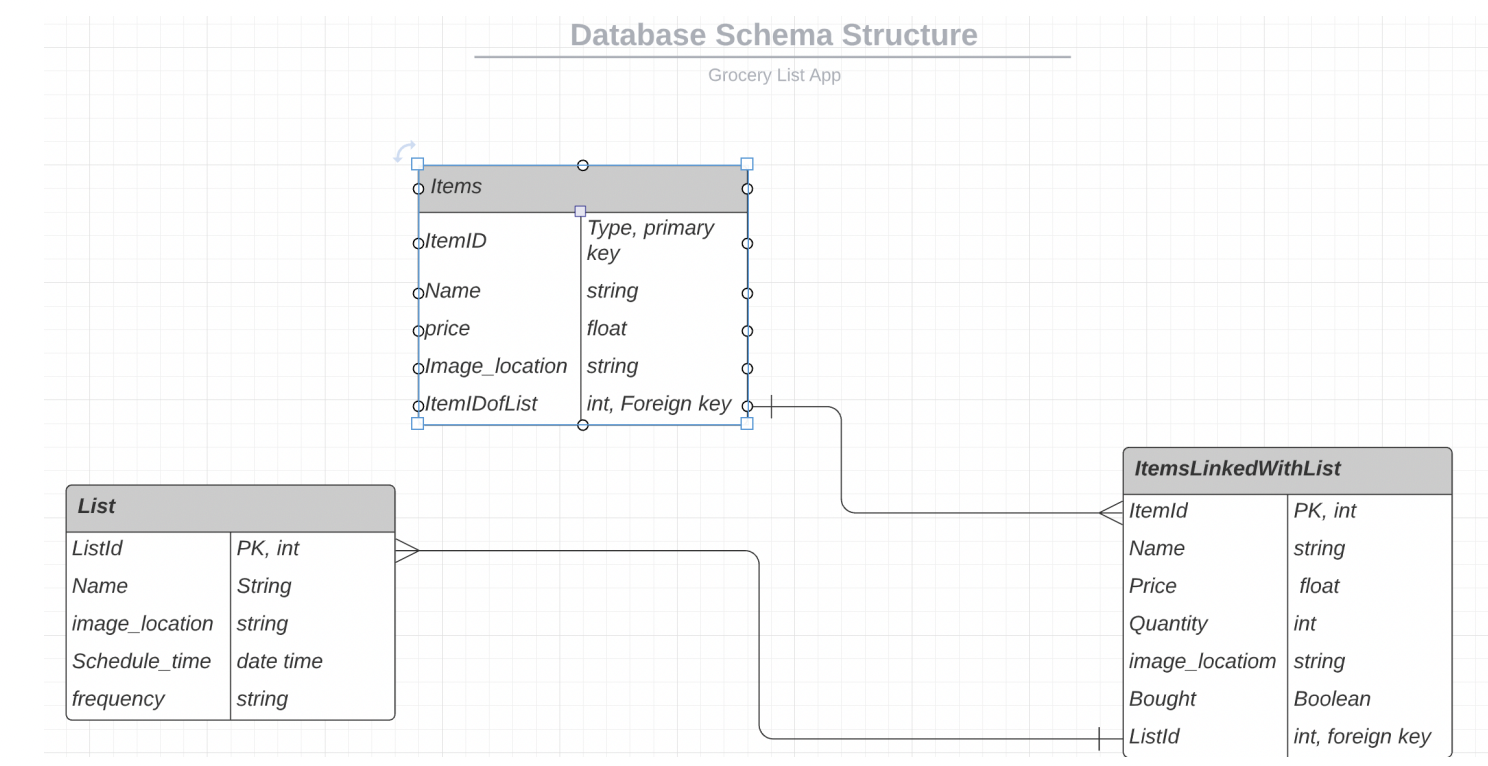 Database Schema Structure
Grocery List App
Items
ItemID Type, primary
key
Name string
price float
Image_location string
ItemIDofList int, Foreign key
List
ListId PK, int
Name String
image_location string
Schedule_time date time
frequency string
ItemsLinkedWithList
ItemId PK, int
Name string
Price float
Quantity int
image_locatiom string
Bought Boolean
ListId int, foreign key